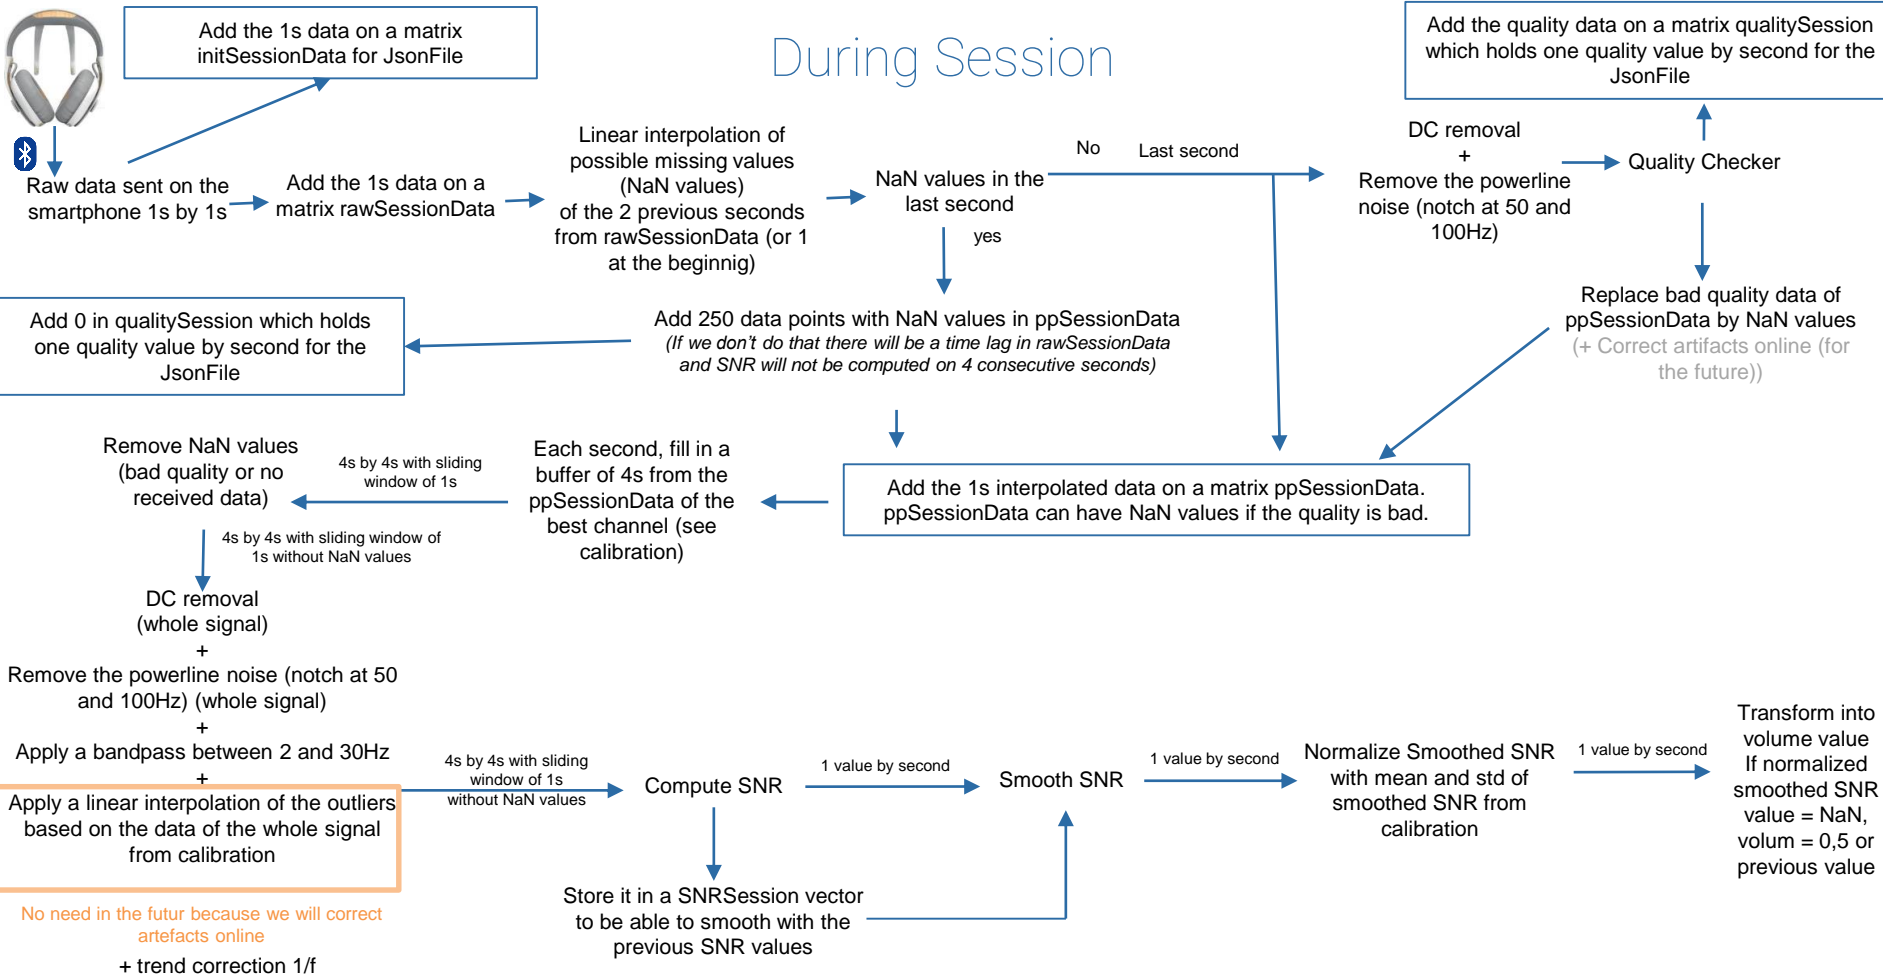 During Session
Add the 1s data on a matrix
initSessionData for JsonFile
Add the quality data on a matrix qualitySession
which holds one quality value by second for the
JsonFile
Raw data sent on the
smartphone 1s by 1s
Add the 1s data on a
matrix rawSessionData
Linear interpolation of
possible missing values
(NaN values)
of the 2 previous seconds
from rawSessionData (or 1
at the beginnig)
NaN values in the
last second
No
Last second
yes
DC removal
+
Remove the powerline
noise (notch at 50 and
100Hz)
Quality Checker
Replace bad quality data of
ppSessionData by NaN values
(+ Correct artifacts online (for
the future))
Add 250 data points with NaN values in ppSessionData
(If we don't do that there will be a time lag in rawSessionData
and SNR will not be computed on 4 consecutive seconds)
Add 0 in qualitySession which holds
one quality value by second for the
JsonFile
Add the 1s interpolated data on a matrix ppSessionData.
ppSessionData can have NaN values if the quality is bad.
Each second, fill in a
buffer of 4s from the
ppSessionData of the
best channel (see
calibration)
4s by 4s with sliding
window of 1s
Remove NaN values
(bad quality or no
received data)
4s by 4s with sliding window of
1s without NaN values
DC removal
(whole signal)
+
Remove the powerline noise (notch at 50
and 100Hz) (whole signal)
+
Apply a bandpass between 2 and 30Hz
+
Apply a linear interpolation of the outliers
based on the data of the whole signal
from calibration
No need in the futur because we will correct
artefacts online
+ trend correction 1/f
4s by 4s with sliding
window of 1s
without NaN values
Compute SNR
1 value by second
Smooth SNR
Store it in a SNRSession vector
to be able to smooth with the
previous SNR values
1 value by second
Normalize Smoothed SNR
with mean and std of
smoothed SNR from
calibration
1 value by second
Transform into
volume value
If normalized
smoothed SNR
value = NaN,
volum = 0,5 or
previous value